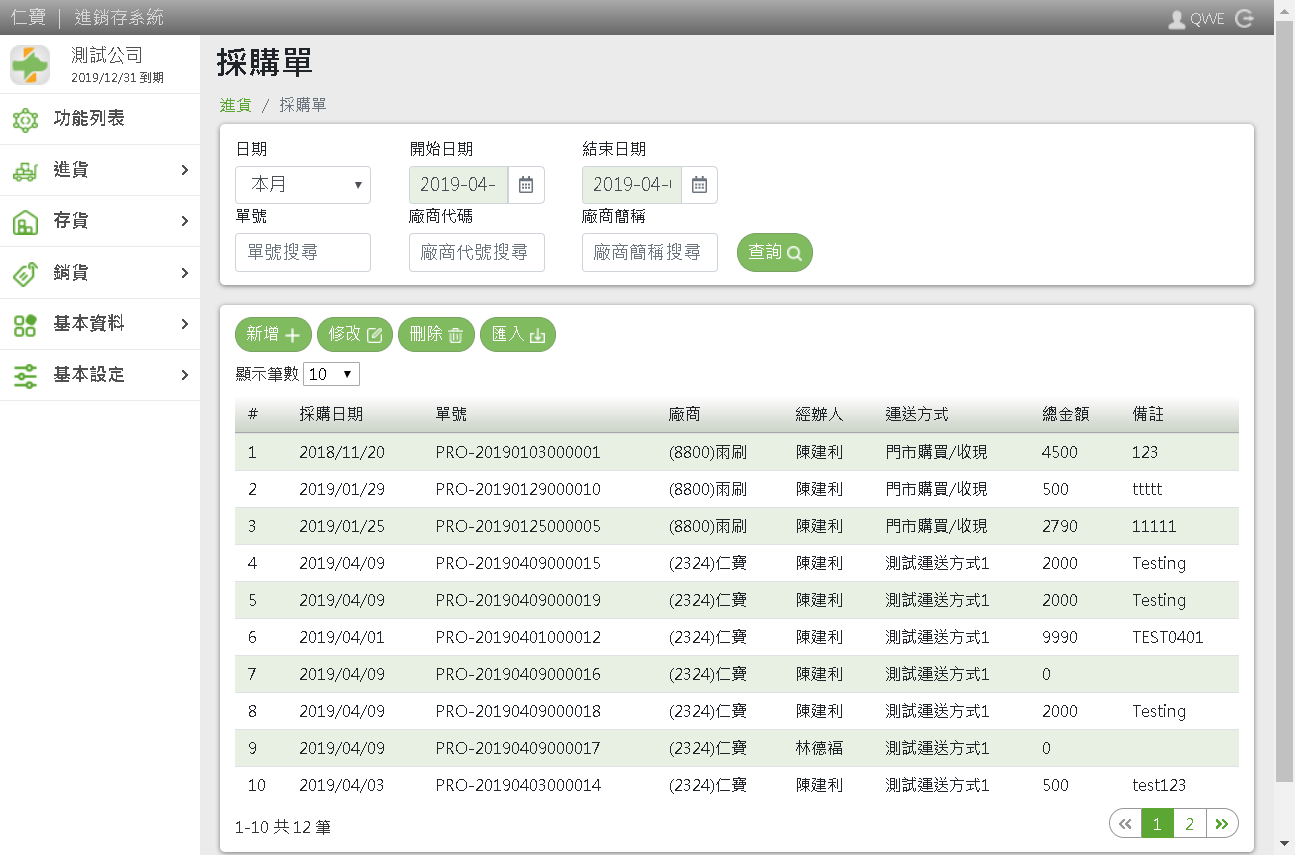 仁寶 | 進銷存系統
QWE
測試公司
2019/12/31 到期
功能列表
進貨
存貨
銷貨
基本資料
基本設定
採購單
進貨 / 採購單
日期 開始日期 結束日期
本月 2019-04- 2019-04-
單號 廠商代碼 廠商簡稱
單號搜尋 廠商代號搜尋 廠商簡稱搜尋 查詢
新增 修改 刪除 匯入
顯示筆數 10
# 採購日期 單號 廠商 經辦人 運送方式 總金額 備註
1 2018/11/20 PRO-20190103000001 (8800)雨刷 陳建利 門市購買/收現 4500 123
2 2019/01/29 PRO-20190129000010 (8800)雨刷 陳建利 門市購買/收現 500 ttttt
3 2019/01/25 PRO-20190125000005 (8800)雨刷 陳建利 門市購買/收現 2790 11111
4 2019/04/09 PRO-20190409000015 (2324)仁寶 陳建利 測試運送方式1 2000 Testing
5 2019/04/09 PRO-20190409000019 (2324)仁寶 陳建利 測試運送方式1 2000 Testing
6 2019/04/01 PRO-20190401000012 (2324)仁寶 陳建利 測試運送方式1 9990 TEST0401
7 2019/04/09 PRO-20190409000016 (2324)仁寶 陳建利 測試運送方式1 0
8 2019/04/09 PRO-20190409000018 (2324)仁寶 陳建利 測試運送方式1 2000 Testing
9 2019/04/09 PRO-20190409000017 (2324)仁寶 林德福 測試運送方式1 0
10 2019/04/03 PRO-20190403000014 (2324)仁寶 陳建利 測試運送方式1 500 test123
1-10 共 12 筆
« 1 2 »